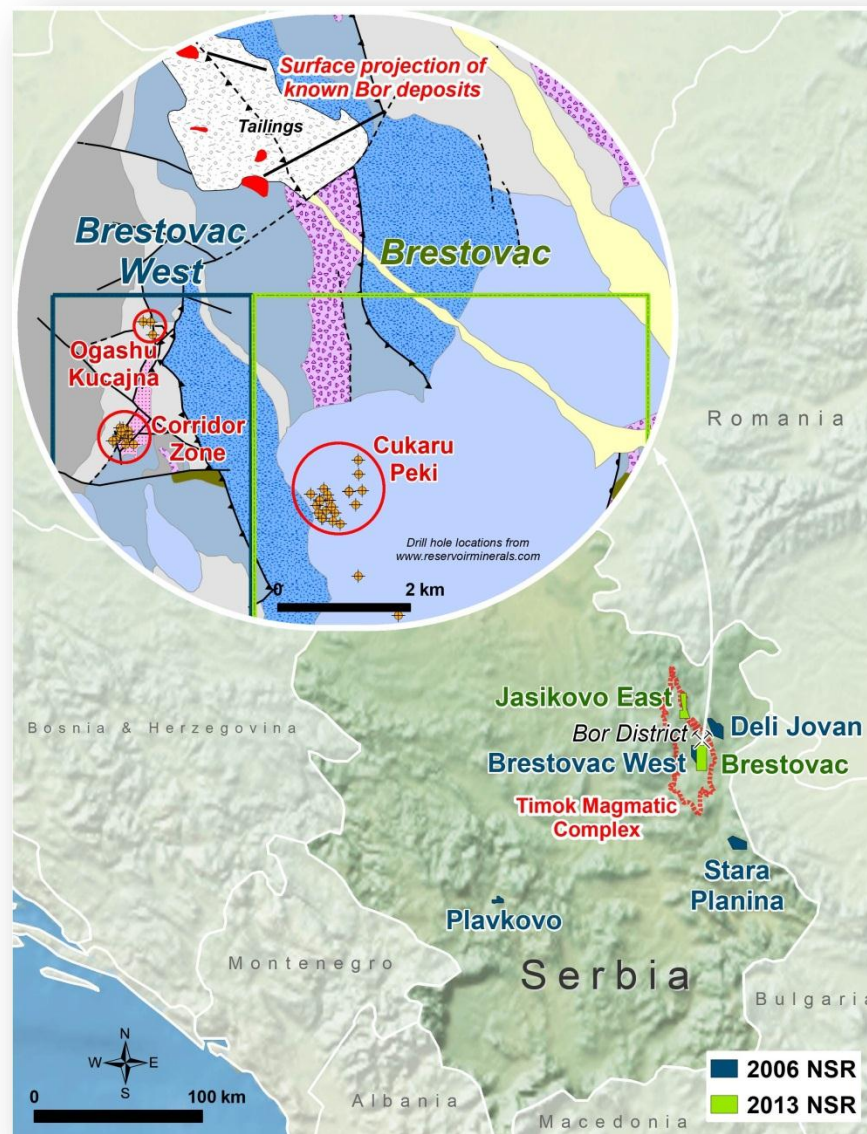 Surface projection of
known Bor deposits
Tailings
Brestovac
West
Brestovac
Ogashu
Kucajna
Corridor
Zone
Cukaru
Peki
Drill hole locations from
www.reservoirminerals.com
0 2 km
Romania
Bosnia & Herzegovina
Jasikovo East
Deli Jovan
Bor District
Brestovac West
Brestovac
Timok Magmatic
Complex
Stara
Planina
Plavkovo
Serbia
Montenegro
Bulgaria
N
W E
S
0 100 km
Albania
Macedonia
2006 NSR
2013 NSR